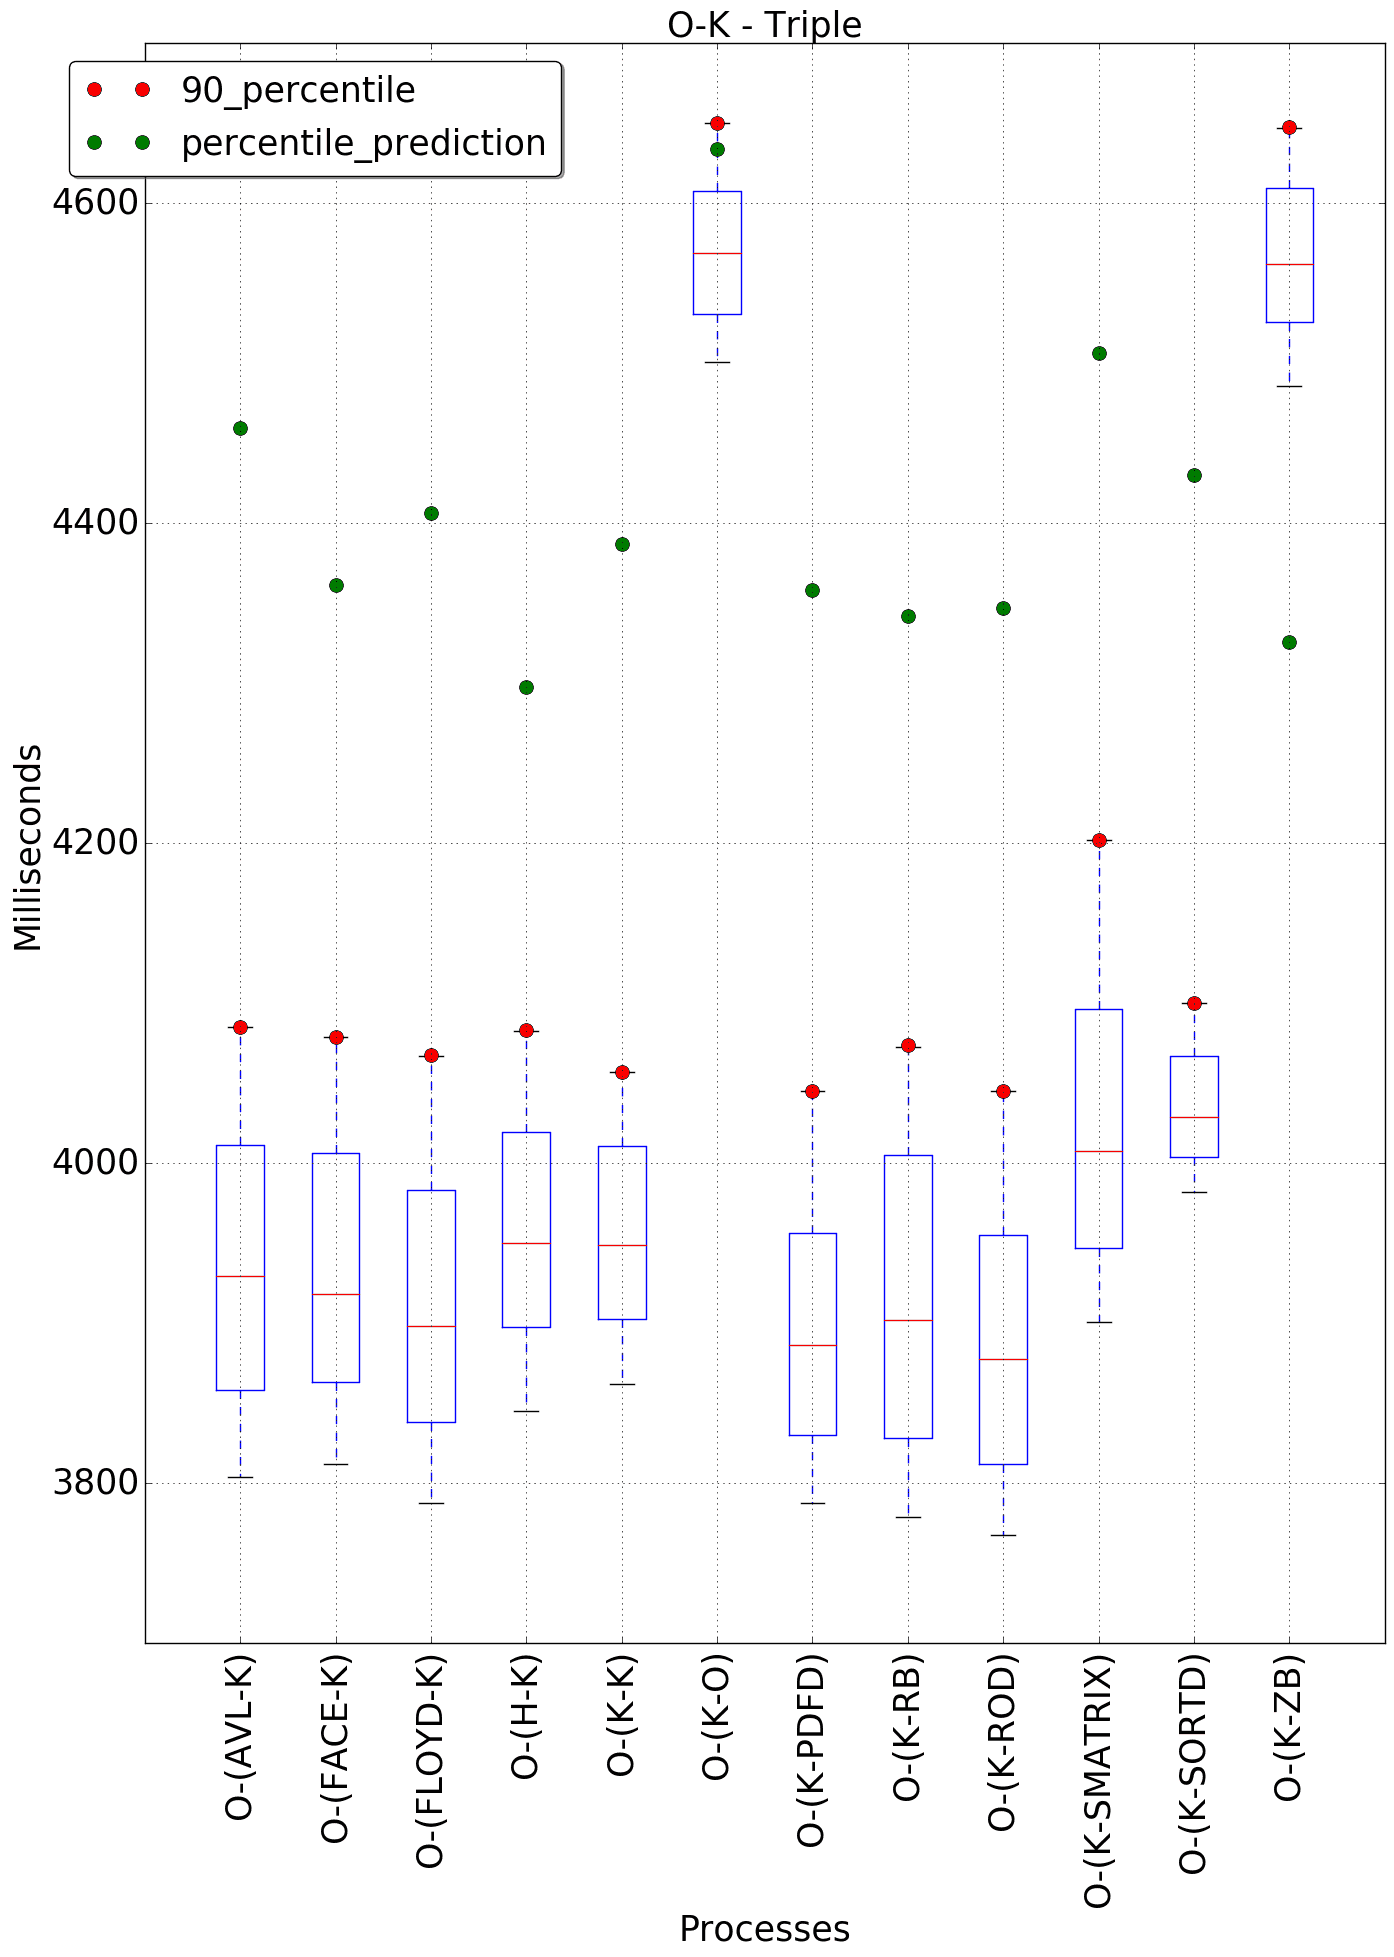 O-K - Triple
90_percentile
percentile_prediction
4600
4400
4200
4000
3800
Milliseconds
O-(AVL-K)
O-(FACE-K)
O-(FLOYD-K)
O-(H-K)
O-(K-K)
O-(K-O)
O-(K-PDFD)
O-(K-RB)
O-(K-ROD)
O-(K-SMATRIX)
O-(K-SORTD)
O-(K-ZB)
Processes